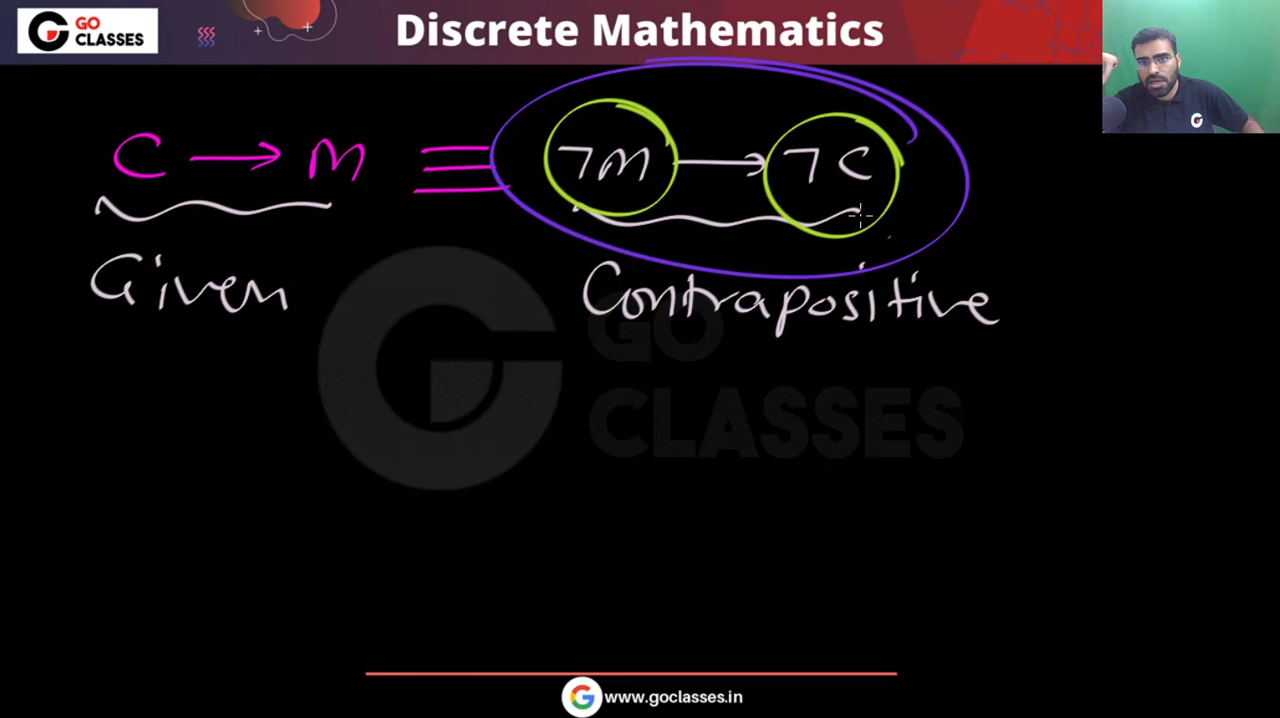 GO
CLASSES
Discrete Mathematics
C → M ≡ ¬M → ¬C
Given
Contrapositive
GO
CLASSES
www.goclasses.in